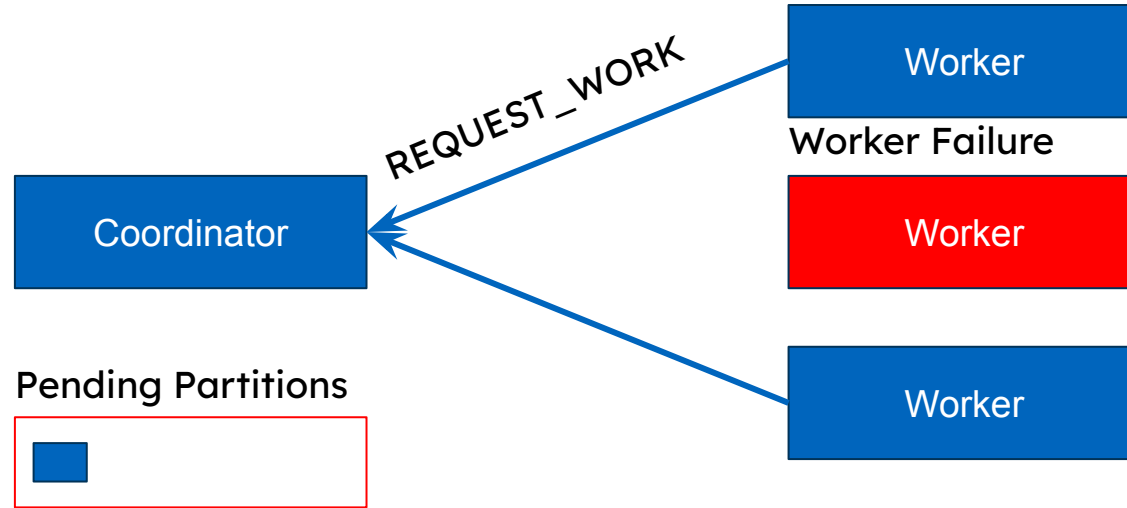 REQUEST_WORK
Worker
Worker Failure
Coordinator
Worker
Pending Partitions
Worker